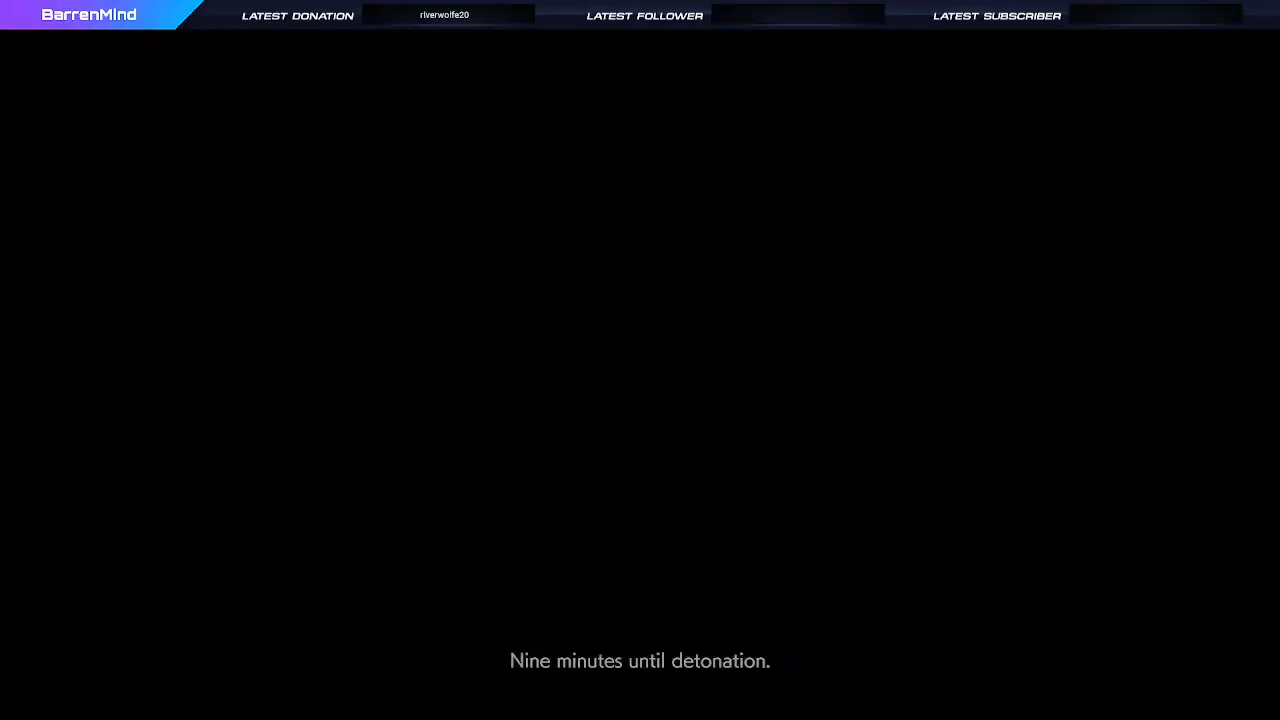 BarrenMind
LATEST DONATION
riverwolfe20
LATEST FOLLOWER
LATEST SUBSCRIBER
Nine minutes until detonation.